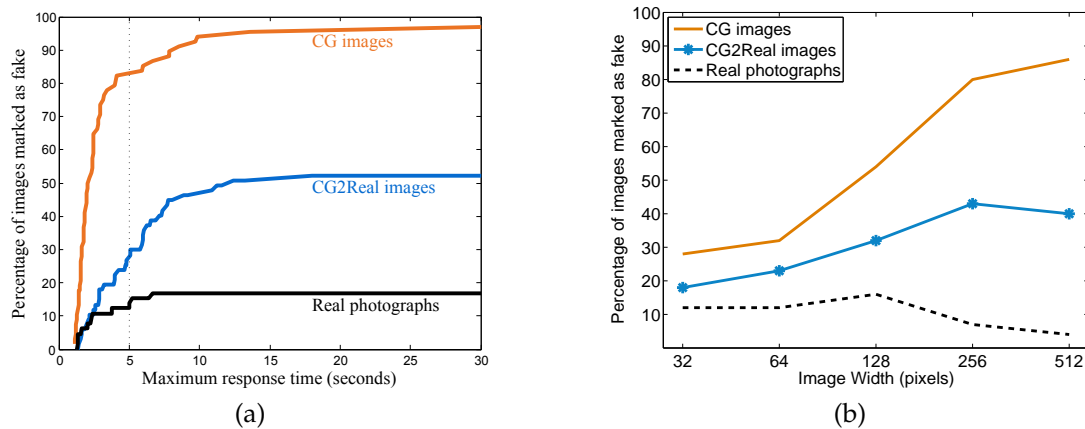 Percentage of images marked as fake
100
90
80
70
60
50
40
30
20
10
0
CG images
CG2Real images
Real photographs
0 5 10 15 20 25 30
Maximum response time (seconds)
(a)
Percentage of images marked as fake
100
90
80
70
60
50
40
30
20
10
CG images
CG2Real images
Real photographs
32 64 128 256 512
Image Width (pixels)
(b)